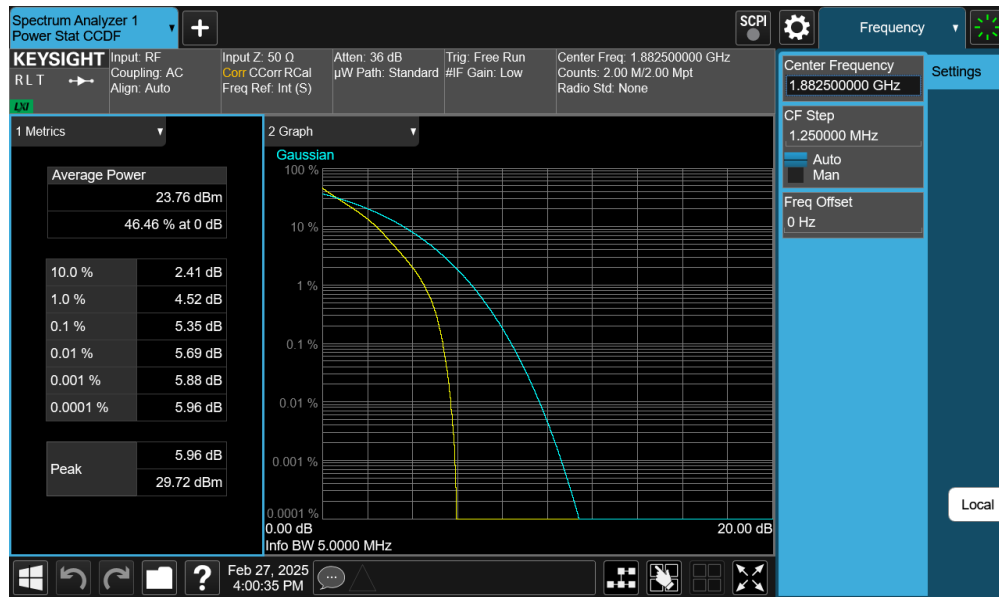 Spectrum Analyzer 1
Power Stat CCDF
SCPI
Frequency
KEYSIGHT
RLT
LXI
Input: RF
Coupling: AC
Align: Auto
Input Z: 50 Ω
Corr CCorr RCal
Freq Ref: Int (S)
Atten: 36 dB
µW Path: Standard
Trig: Free Run
#IF Gain: Low
Center Freq: 1.882500000 GHz
Counts: 2.00 M/2.00 Mpt
Radio Std: None
1 Metrics
Average Power
23.76 dBm
46.46 % at 0 dB
10.0 % 2.41 dB
1.0 % 4.52 dB
0.1 % 5.35 dB
0.01 % 5.69 dB
0.001 % 5.88 dB
0.0001 % 5.96 dB
Peak
5.96 dB
29.72 dBm
2 Graph
Gaussian
100 %
10 %
1 %
0.1 %
0.01 %
0.001 %
0.0001 %
0.00 dB 20.00 dB
Info BW 5.0000 MHz
Center Frequency
1.882500000 GHz
CF Step
1.250000 MHz
Auto
Man
Freq Offset
0 Hz
Settings
Local
?
Feb 27, 2025
4:00:35 PM